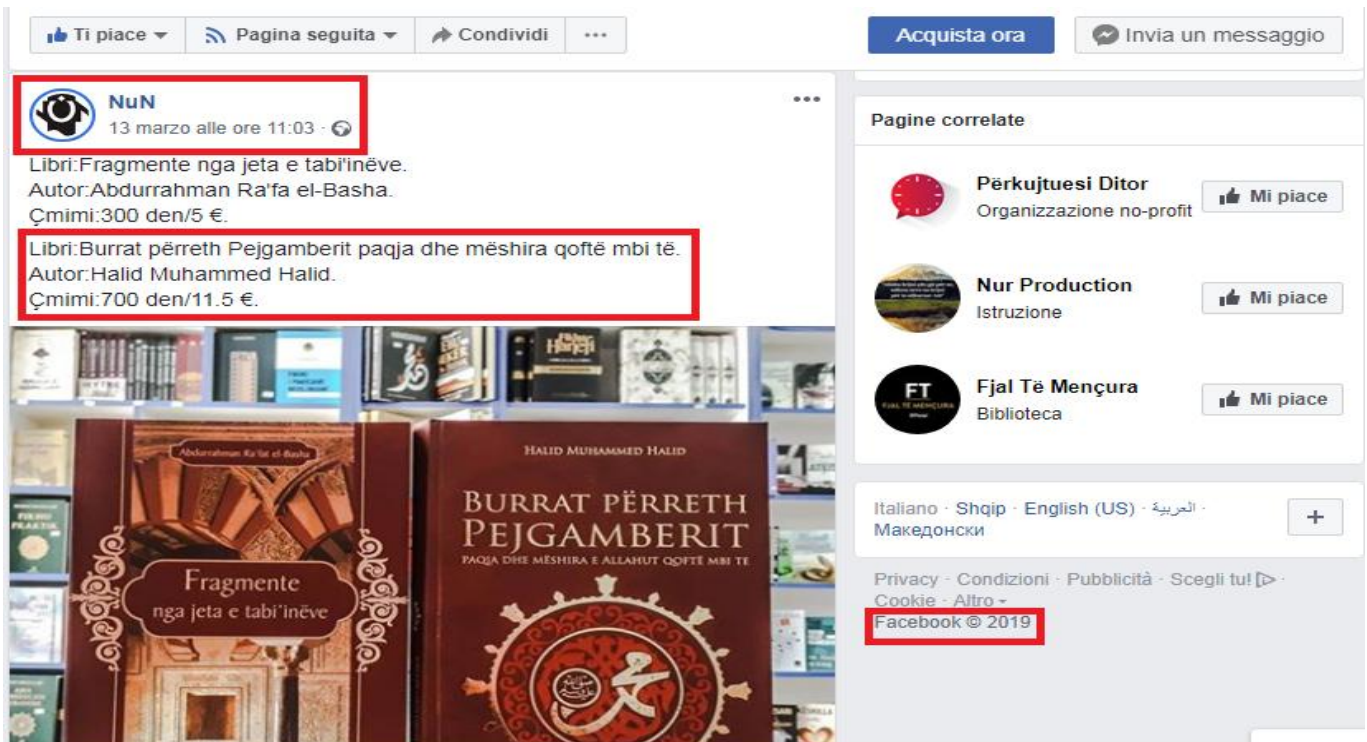 Ti piace
Pagina seguita
Condividi
Acquista ora
Invia un messaggio
NuN
13 marzo alle ore 11:03
Libri:Fragmente nga jeta e tabi'inëve.
Autor:Abdurrahman Ra'fa el-Basha.
Çmimi:300 den/5 €.
Libri:Burrat përreth Pejgamberit paqja dhe mëshira qoftë mbi të.
Autor:Halid Muhammed Halid.
Çmimi:700 den/11.5 €.
Abdurrahman Ra'fat el-Basha
Fragmente
nga jeta e tabi'inëve
HALID MUHAMMED HALID
BURRAT PËRRETH
PEJGAMBERIT
PAQJA DHE MËSHIRA E ALLAHUT QOFTË MBI TE
محمد
Pagine correlate
Përkujtuesi Ditor
Organizzazione no-profit
Mi piace
Nur Production
Istruzione
Mi piace
FT
FJAL TË MENÇURA
Fjal Të Mençura
Biblioteca
Mi piace
Italiano · Shqip · English (US) · العربية ·
Македонски
Privacy · Condizioni · Pubblicità · Scegli tu! ·
Cookie · Altro
Facebook © 2019